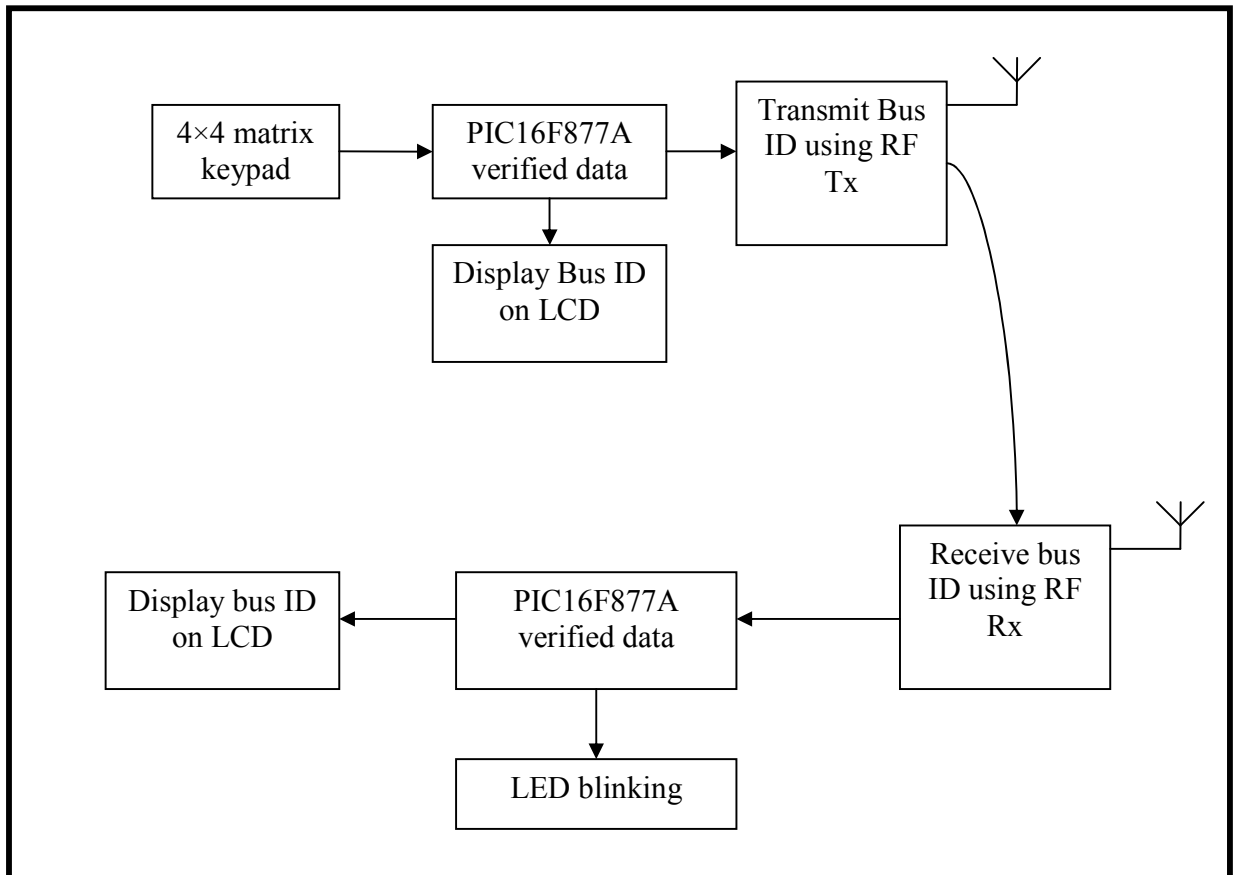 4×4 matrix
keypad
PIC16F877A
verified data
Transmit Bus
ID using RF
Tx
Display Bus ID
on LCD
Receive bus
ID using RF
Rx
PIC16F877A
verified data
Display bus ID
on LCD
LED blinking